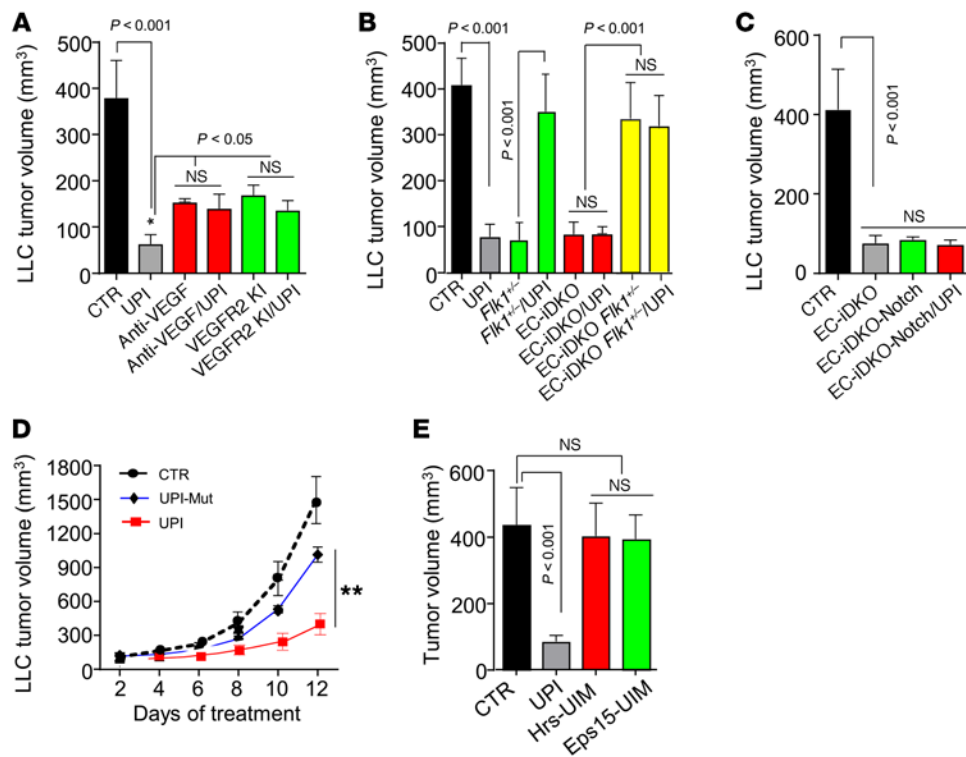 A
P < 0.001
LLC tumor volume (mm³)
500
400
300
200
100
0
*
P < 0.05
NS
NS
CTR
UPI
Anti-VEGF
Anti-VEGF/UPI
VEGFR2 KI
VEGFR2 KI/UPI
B
P < 0.001
P < 0.001
P < 0.001
NS
NS
LLC tumor volume (mm³)
500
400
300
200
100
0
CTR
UPI
Flk1+/–
Flk1+/–/UPI
EC-iDKO
EC-iDKO/UPI
EC-iDKO Flk1+/–
EC-iDKO Flk1+/–/UPI
C
P < 0.001
NS
LLC tumor volume (mm³)
600
400
200
0
CTR
EC-iDKO
EC-iDKO-Notch
EC-iDKO-Notch/UPI
D
LLC tumor volume (mm³)
1800
1500
1200
900
600
300
0
CTR
UPI-Mut
UPI
**
2 4 6 8 10 12
Days of treatment
E
NS
NS
P < 0.001
Tumor volume (mm³)
600
400
200
0
CTR
UPI
Hrs-UIM
Eps15-UIM